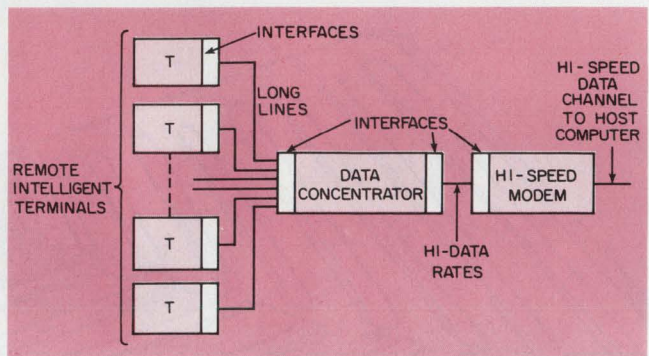 INTERFACES
T
LONG
LINES
T
REMOTE
INTELLIGENT
TERMINALS
T
T
INTERFACES
DATA
CONCENTRATOR
HI-DATA
RATES
HI-SPEED
MODEM
HI-SPEED
DATA
CHANNEL
TO HOST
COMPUTER